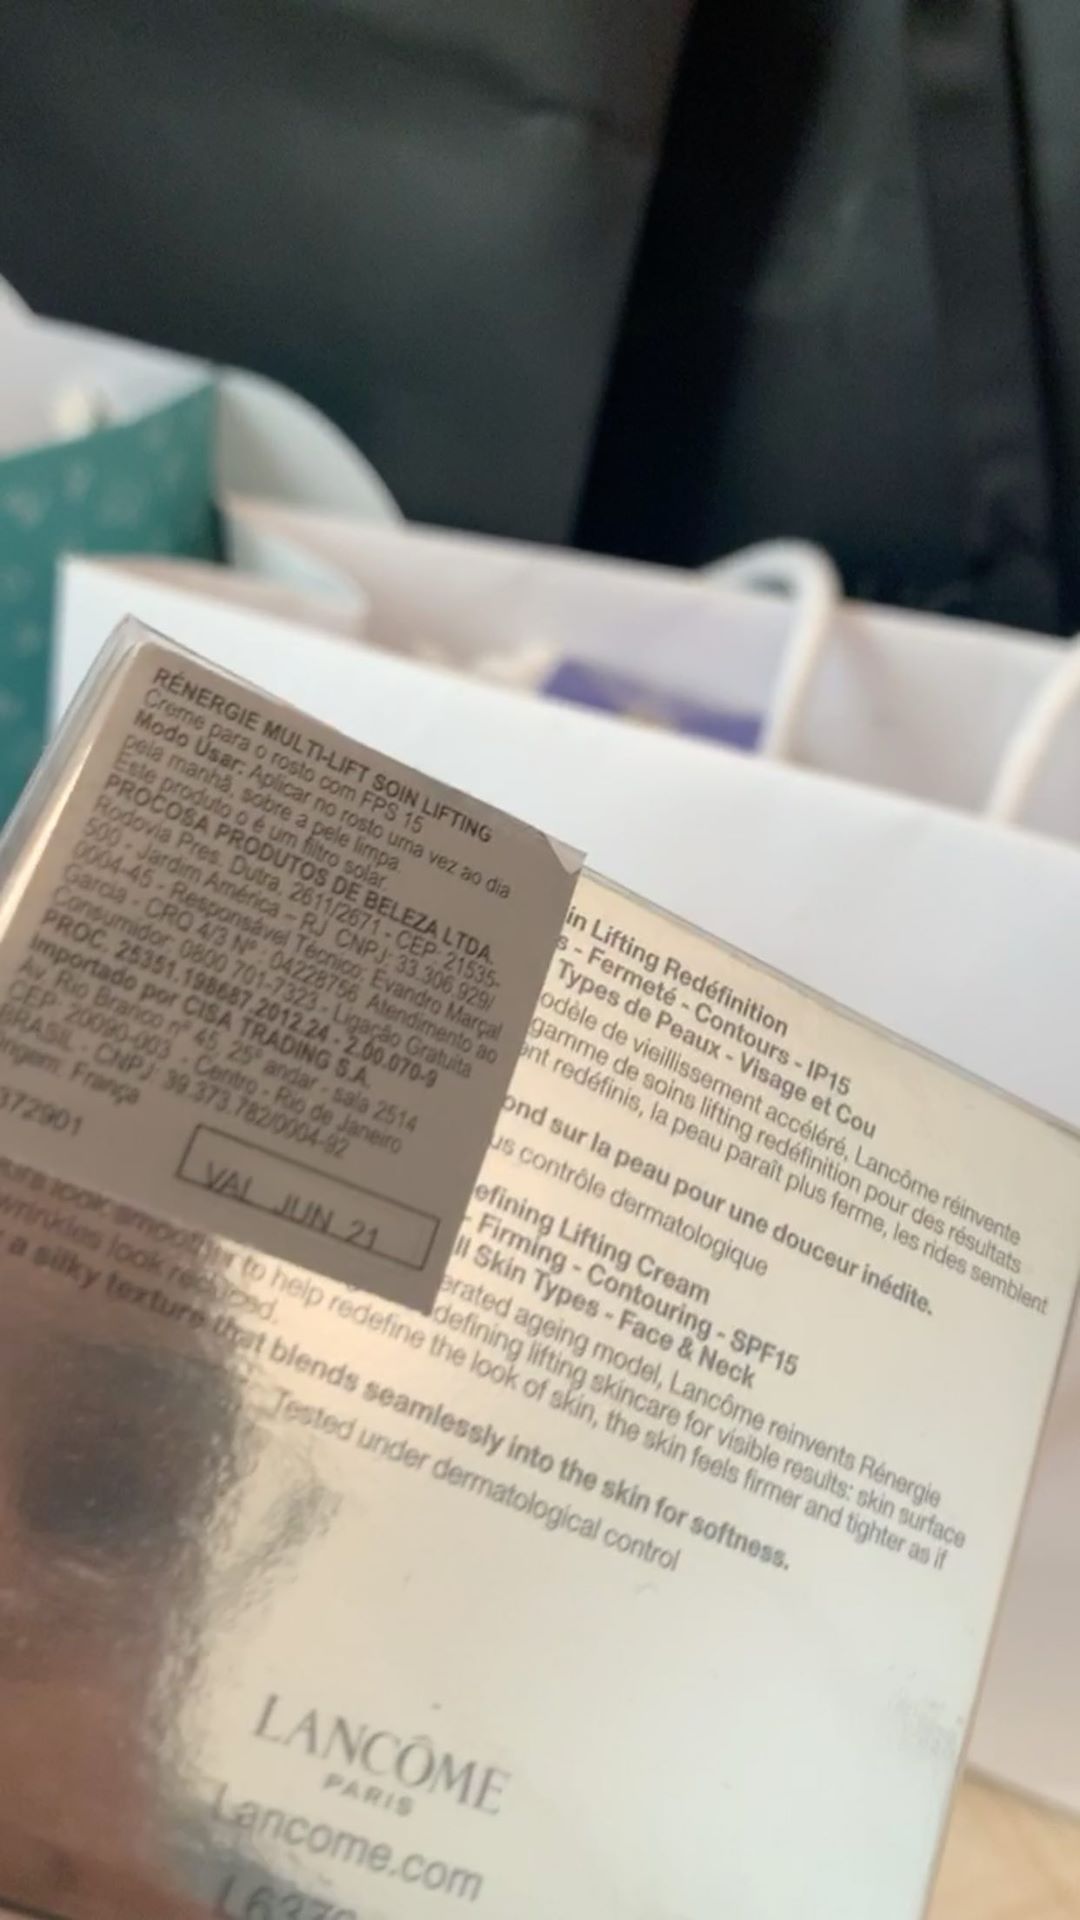 RÉNERGIE MULTI-LIFT SOIN LIFTING
Creme para o rosto com FPS 15
Modo Usar: Aplicar no rosto uma vez ao dia
pela manhã, sobre a pele limpa.
Este produto o é um filtro solar.
PROCOSA PRODUTOS DE BELEZA LTDA.
Rodovia Pres. Dutra, 2611/2671 - CEP: 21535-
500 - Jardim América - RJ CNPJ: 33.306.929/
0004-45 - Responsável Técnico: Evandro Marçal
Garcia - CRQ 4/3 Nº: 04228756 Atendimento ao
Consumidor: 0800 701-7323 - Ligação Gratuita
PROC. 25351.198687.2012.24 - 2.00.070-9
Importado por CISA TRADING S.A.
Av. Rio Branco nº 45, 25º andar - sala 2514
CEP- 20090-003 - Centro - Rio de Janeiro
BRASIL - CNPJ 39.373.782/0004-92
França
372901
VAL JUN 21
in Lifting Redéfinition
s - Fermeté - Contours - IP15
Types de Peaux - Visage et Cou
odèle de vieillissement accéléré, Lancôme réinvente
gamme de soins lifting redéfinition pour des résultats
ent redéfinis, la peau paraît plus ferme, les rides semblent
ond sur la peau pour une douceur inédite.
us contrôle dermatologique
efining Lifting Cream
- Firming - Contouring - SPF15
ll Skin Types - Face & Neck
erated ageing model, Lancôme reinvents Rénergie
defining lifting skincare for visible results: skin surface
to help redefine the look of skin, the skin feels firmer and tighter as if
wrinkles look reduced.
a silky texture that blends seamlessly into the skin for softness.
Tested under dermatological control
LANCÔME
PARIS
Lancome.com